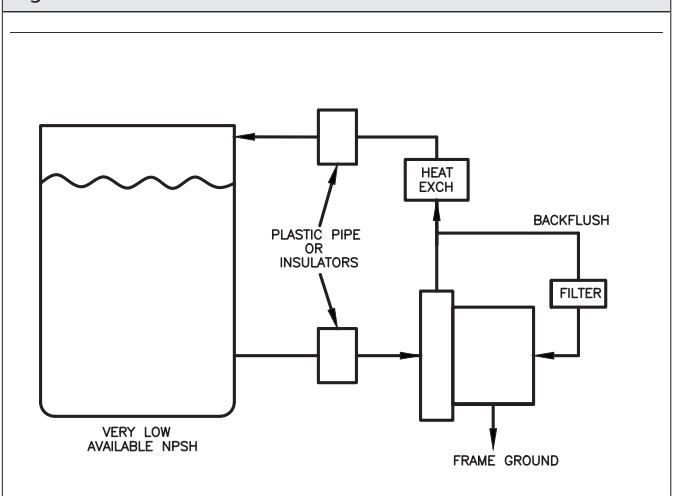 HEAT
EXCH
BACKFLUSH
PLASTIC PIPE
OR
INSULATORS
FILTER
VERY LOW
AVAILABLE NPSH
FRAME GROUND